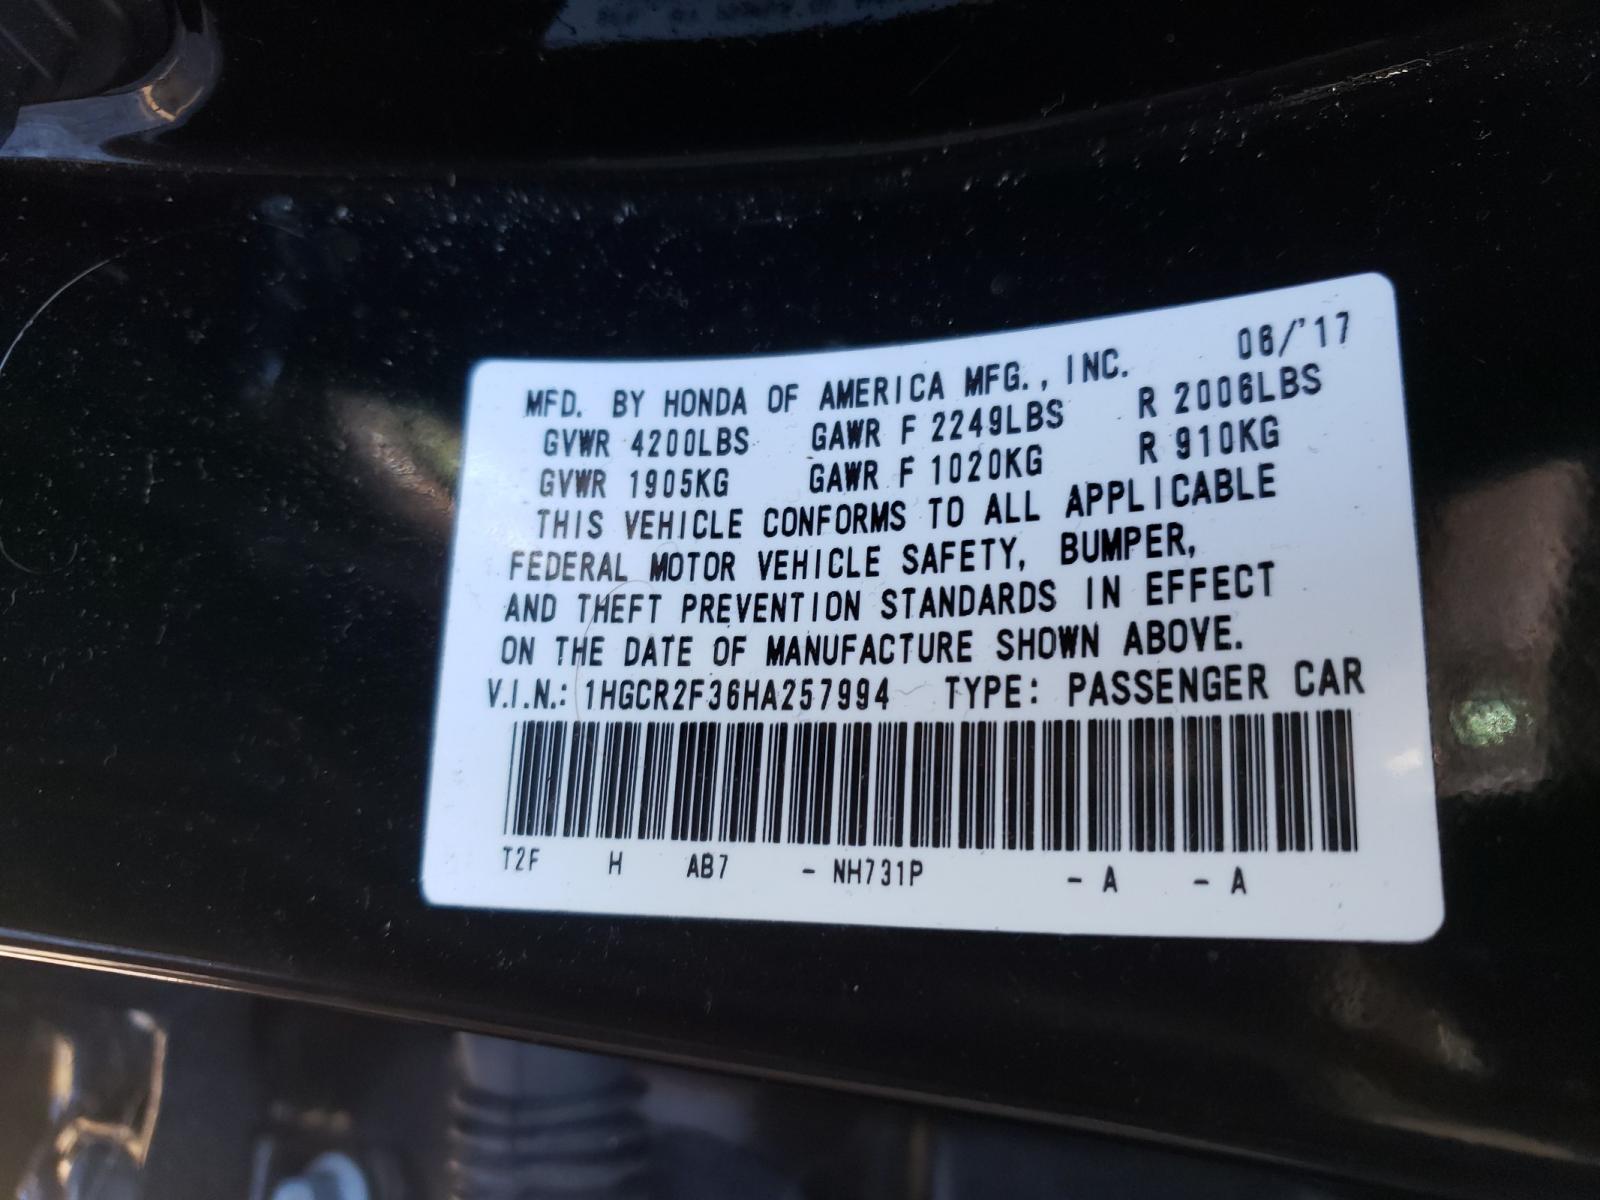 MFD. BY HONDA OF AMERICA MFG., INC. 06/'17
GVWR 4200LBS GAWR F 2249LBS R 2006LBS
GVWR 1905KG GAWR F 1020KG R 910KG
THIS VEHICLE CONFORMS TO ALL APPLICABLE
FEDERAL MOTOR VEHICLE SAFETY, BUMPER,
AND THEFT PREVENTION STANDARDS IN EFFECT
ON THE DATE OF MANUFACTURE SHOWN ABOVE.
V.I.N.: 1HGCR2F36HA257994 TYPE: PASSENGER CAR
T2F H AB7 - NH731P - A - A